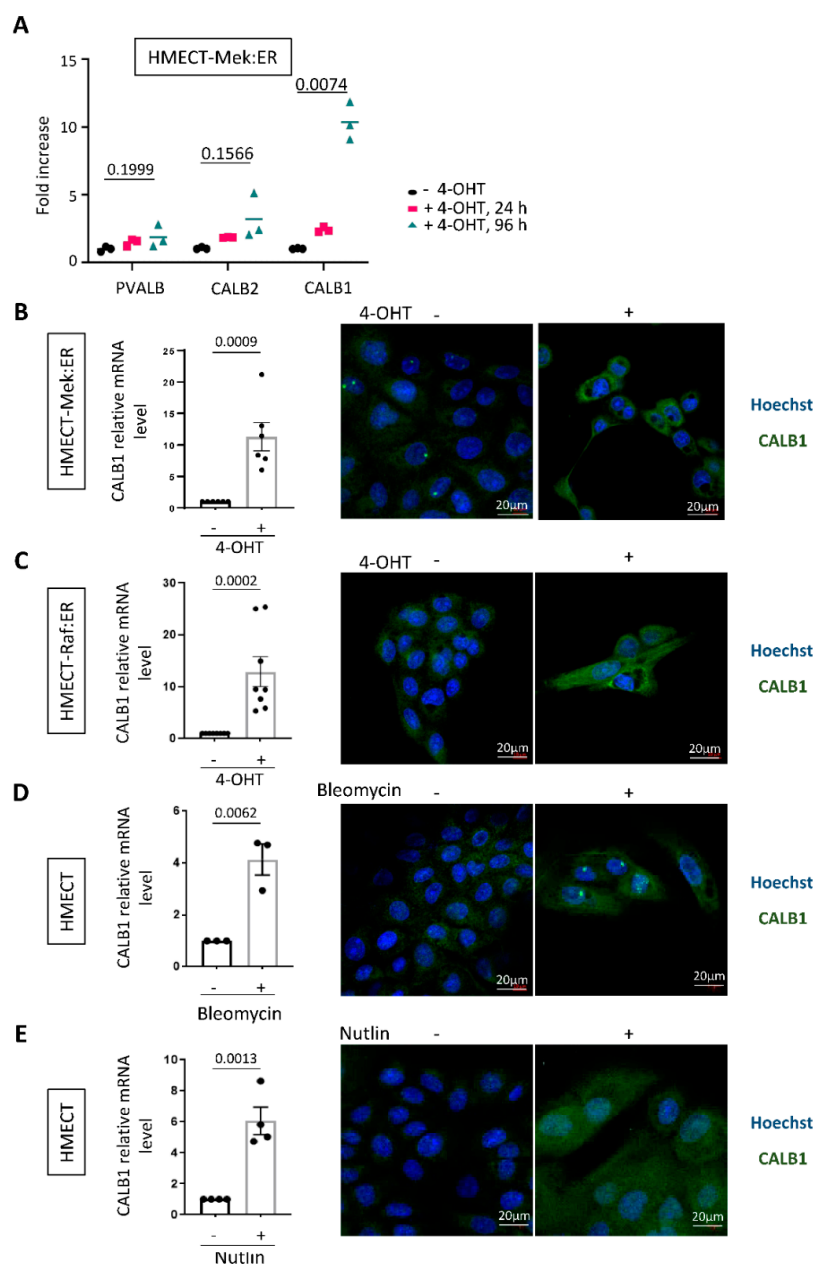 A
HMECT-Mek:ER
15
10
5
0
Fold increase
0.1999
0.1566
0.0074
PVALB
CALB2
CALB1
- 4-OHT
+ 4-OHT, 24 h
+ 4-OHT, 96 h
B
HMECT-Mek:ER
CALB1 relative mRNA
level
25
20
15
10
5
0
0.0009
- +
4-OHT
4-OHT - +
20µm
20µm
Hoechst
CALB1
C
HMECT-Raf:ER
CALB1 relative mRNA
level
30
20
10
0
0.0002
- +
4-OHT
4-OHT - +
20µm
20µm
Hoechst
CALB1
D
HMECT
CALB1 relative mRNA
level
6
4
2
0
0.0062
- +
Bleomycin
Bleomycin - +
20µm
20µm
Hoechst
CALB1
E
HMECT
CALB1 relative mRNA
level
10
8
6
4
2
0
0.0013
- +
Nutlin
Nutlin - +
20µm
20µm
Hoechst
CALB1